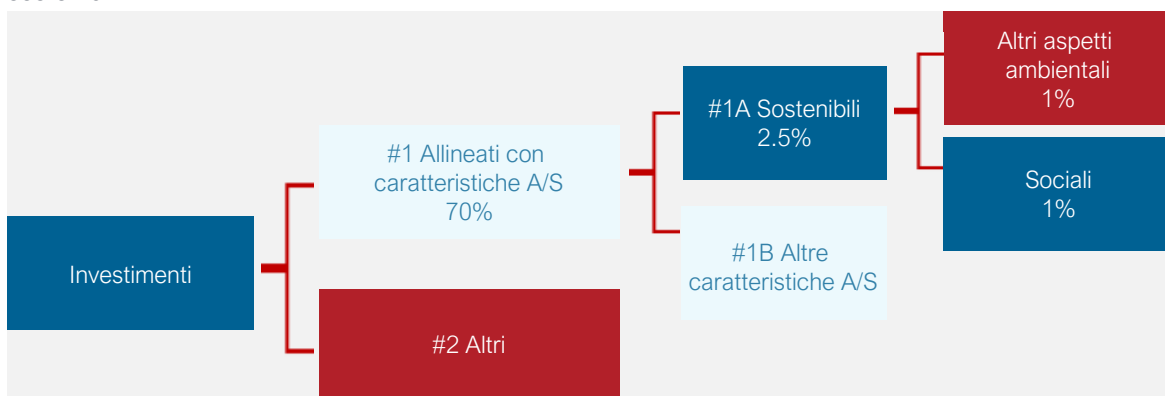 Investimenti
#1 Allineati con
caratteristiche A/S
70%
#2 Altri
#1A Sostenibili
2.5%
#1B Altre
caratteristiche A/S
Altri aspetti
ambientali
1%
Sociali
1%